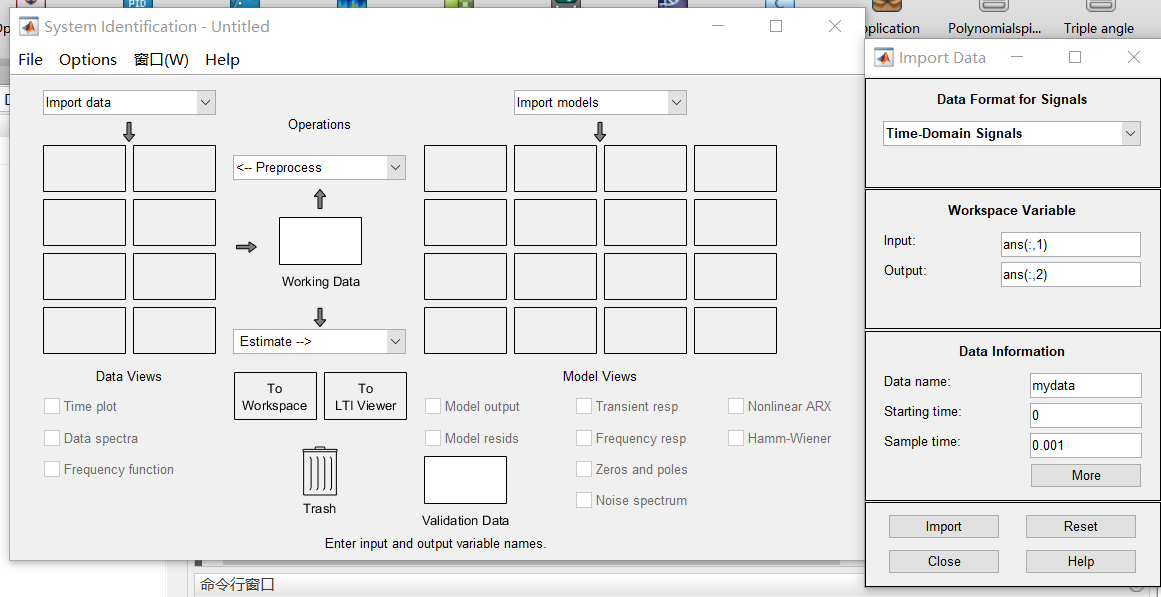 PID
plication
Polynomialspi...
Triple angle
System Identification - Untitled
File Options 窗口(W) Help
Import data
Import models
Operations
<-- Preprocess
Working Data
Estimate -->
Data Views
To
Workspace
To
LTI Viewer
Model Views
Time plot
Data spectra
Frequency function
Trash
Model output
Model resids
Validation Data
Transient resp
Frequency resp
Zeros and poles
Noise spectrum
Nonlinear ARX
Hamm-Wiener
Enter input and output variable names.
Import Data
Data Format for Signals
Time-Domain Signals
Workspace Variable
Input: ans(:,1)
Output: ans(:,2)
Data Information
Data name: mydata
Starting time: 0
Sample time: 0.001
More
Import Reset
Close Help
命令行窗口